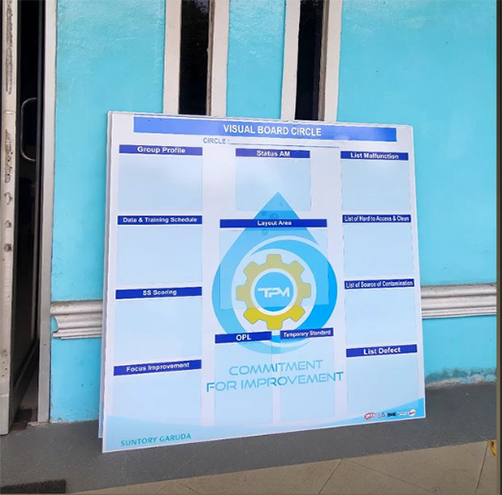 VISUAL BOARD CIRCLE
CIRCLE :
Group Profile
Status AM
List Malfunction
Date & Training Schedule
Layout Area
List of Hard to Access & Clean
TPM
5S Scoring
List of Source of Contamination
OPL
Temporary Standard
Focus Improvement
List Defect
COMMITMENT
FOR IMPROVEMENT
SUNTORY GARUDA